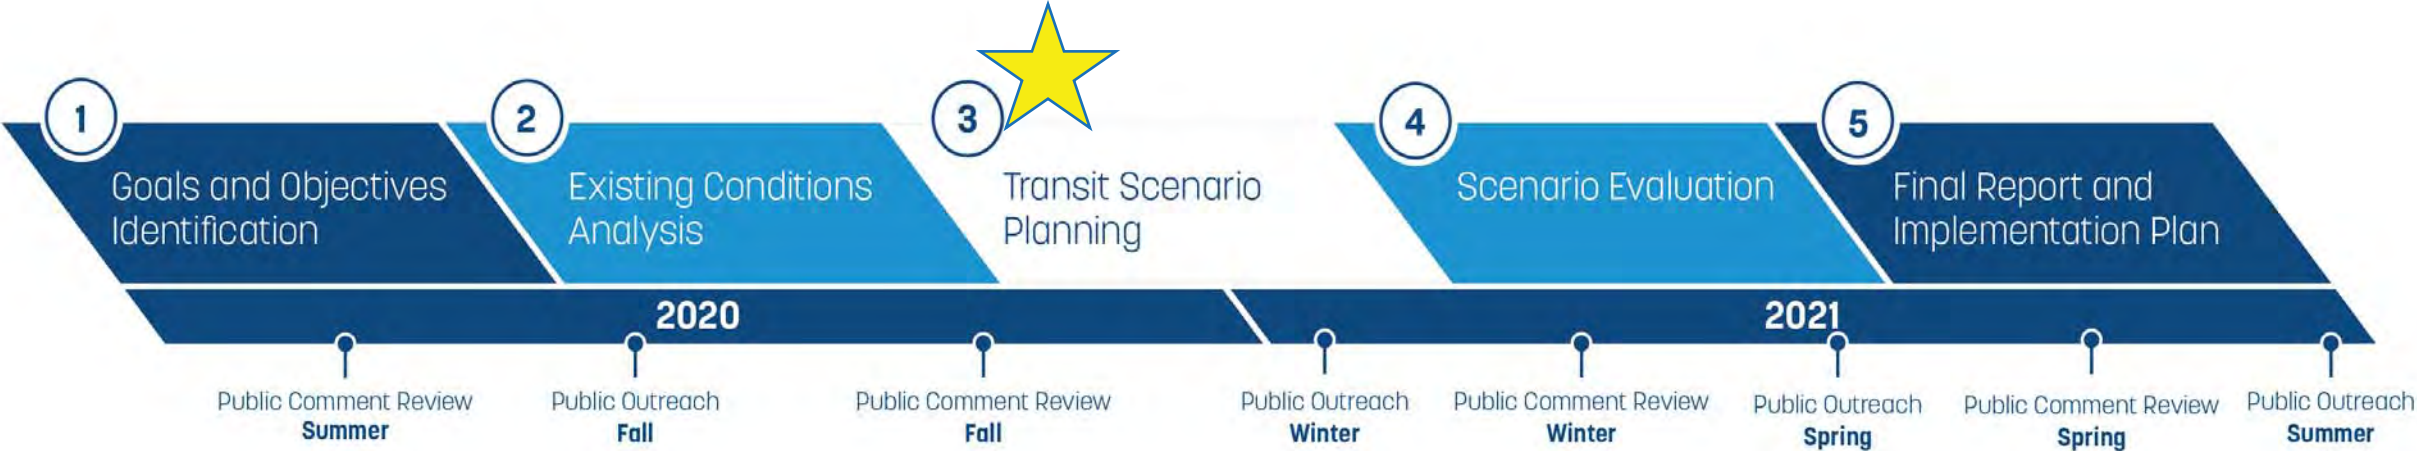 1
Goals and Objectives
Identification
2
Existing Conditions
Analysis
3
Transit Scenario
Planning
4
Scenario Evaluation
5
Final Report and
Implementation Plan
2020
2021
Public Comment Review
Summer
Public Outreach
Fall
Public Comment Review
Fall
Public Outreach
Winter
Public Comment Review
Winter
Public Outreach
Spring
Public Comment Review
Spring
Public Outreach
Summer